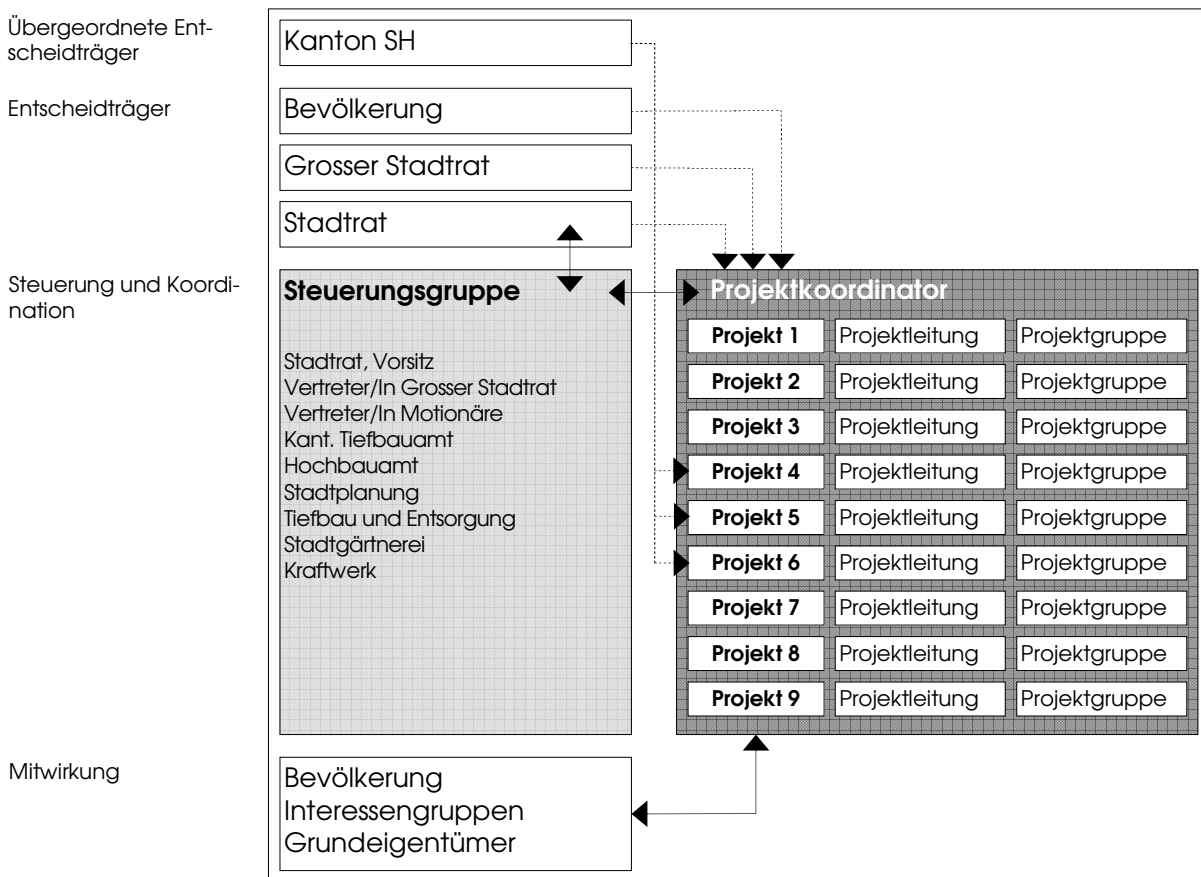 Übergeordnete Ent-
scheidträger
Kanton SH
Entscheidträger
Bevölkerung
Grosser Stadtrat
Stadtrat
Steuerung und Koordi-
nation
Steuerungsgruppe
Stadtrat, Vorsitz
Vertreter/In Grosser Stadtrat
Vertreter/In Motionäre
Kant. Tiefbauamt
Hochbauamt
Stadtplanung
Tiefbau und Entsorgung
Stadtgärtnerei
Kraftwerk
Projektkoordinator
Projekt 1 Projektleitung Projektgruppe
Projekt 2 Projektleitung Projektgruppe
Projekt 3 Projektleitung Projektgruppe
Projekt 4 Projektleitung Projektgruppe
Projekt 5 Projektleitung Projektgruppe
Projekt 6 Projektleitung Projektgruppe
Projekt 7 Projektleitung Projektgruppe
Projekt 8 Projektleitung Projektgruppe
Projekt 9 Projektleitung Projektgruppe
Mitwirkung
Bevölkerung
Interessengruppen
Grundeigentümer